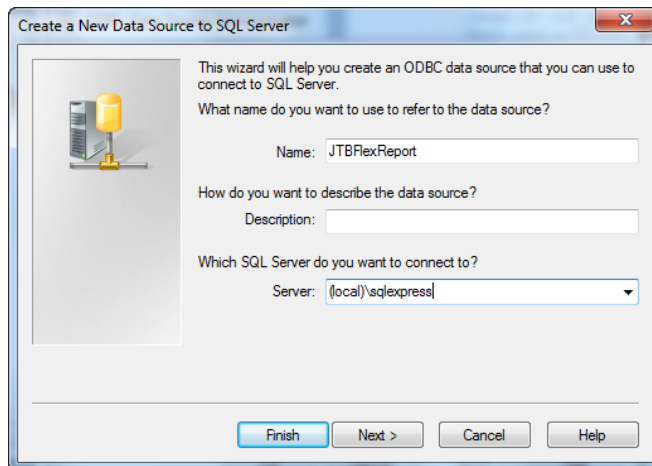 Create a New Data Source to SQL Server
This wizard will help you create an ODBC data source that you can use to
connect to SQL Server.
What name do you want to use to refer to the data source?
Name: JTBFlexReport
How do you want to describe the data source?
Description:
Which SQL Server do you want to connect to?
Server: (local)\sqlexpress
Finish Next > Cancel Help